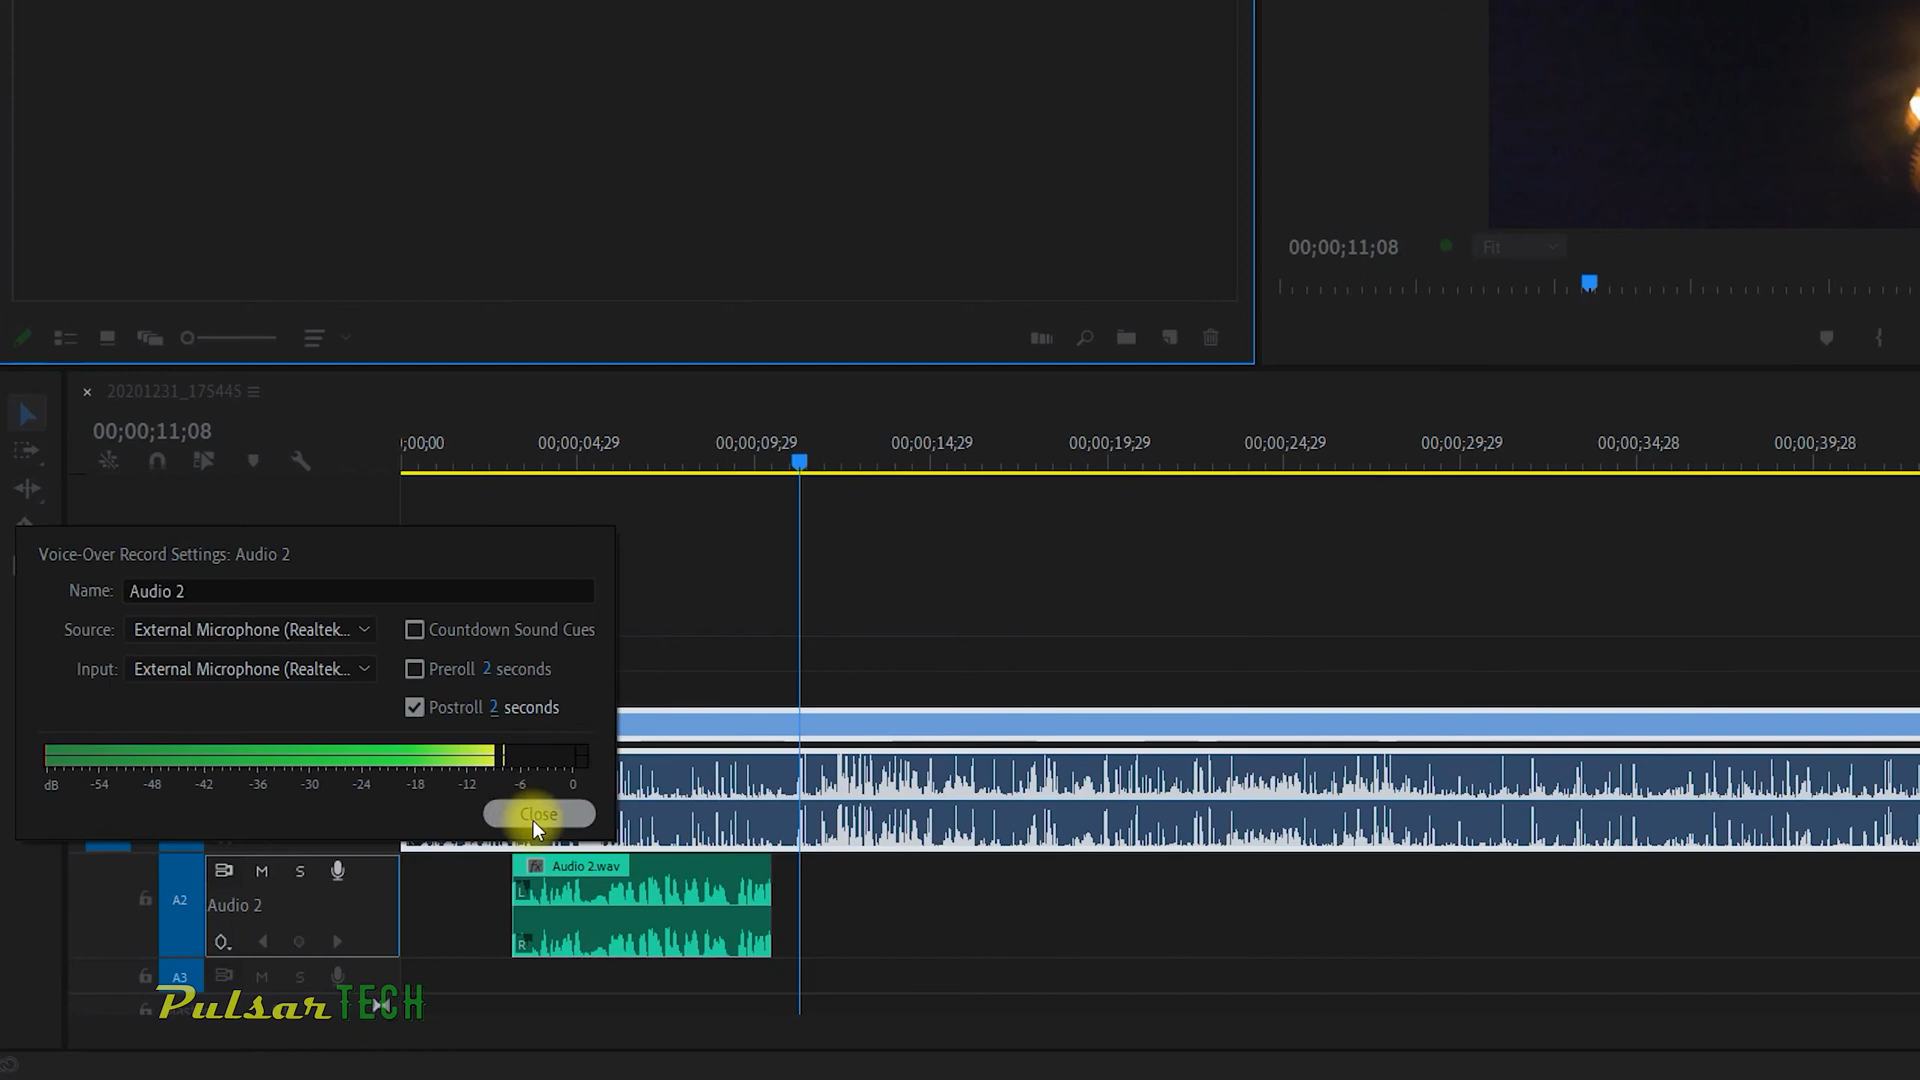 00;00;11;08
Fit
20201231_175445
00;00;11;08
;00;00
00;00;04;29
00;00;09;29
00;00;14;29
00;00;19;29
00;00;24;29
00;00;29;29
00;00;34;28
00;00;39;28
Voice-Over Record Settings: Audio 2
Name: Audio 2
Source: External Microphone (Realtek...
Countdown Sound Cues
Input: External Microphone (Realtek...
Preroll 2 seconds
Postroll 2 seconds
dB -54 -48 -42 -36 -30 -24 -18 -12 -6 0
Close
fx Audio 2.wav
A2 M S
L
Audio 2
R
A3 M S
PulsarTECH